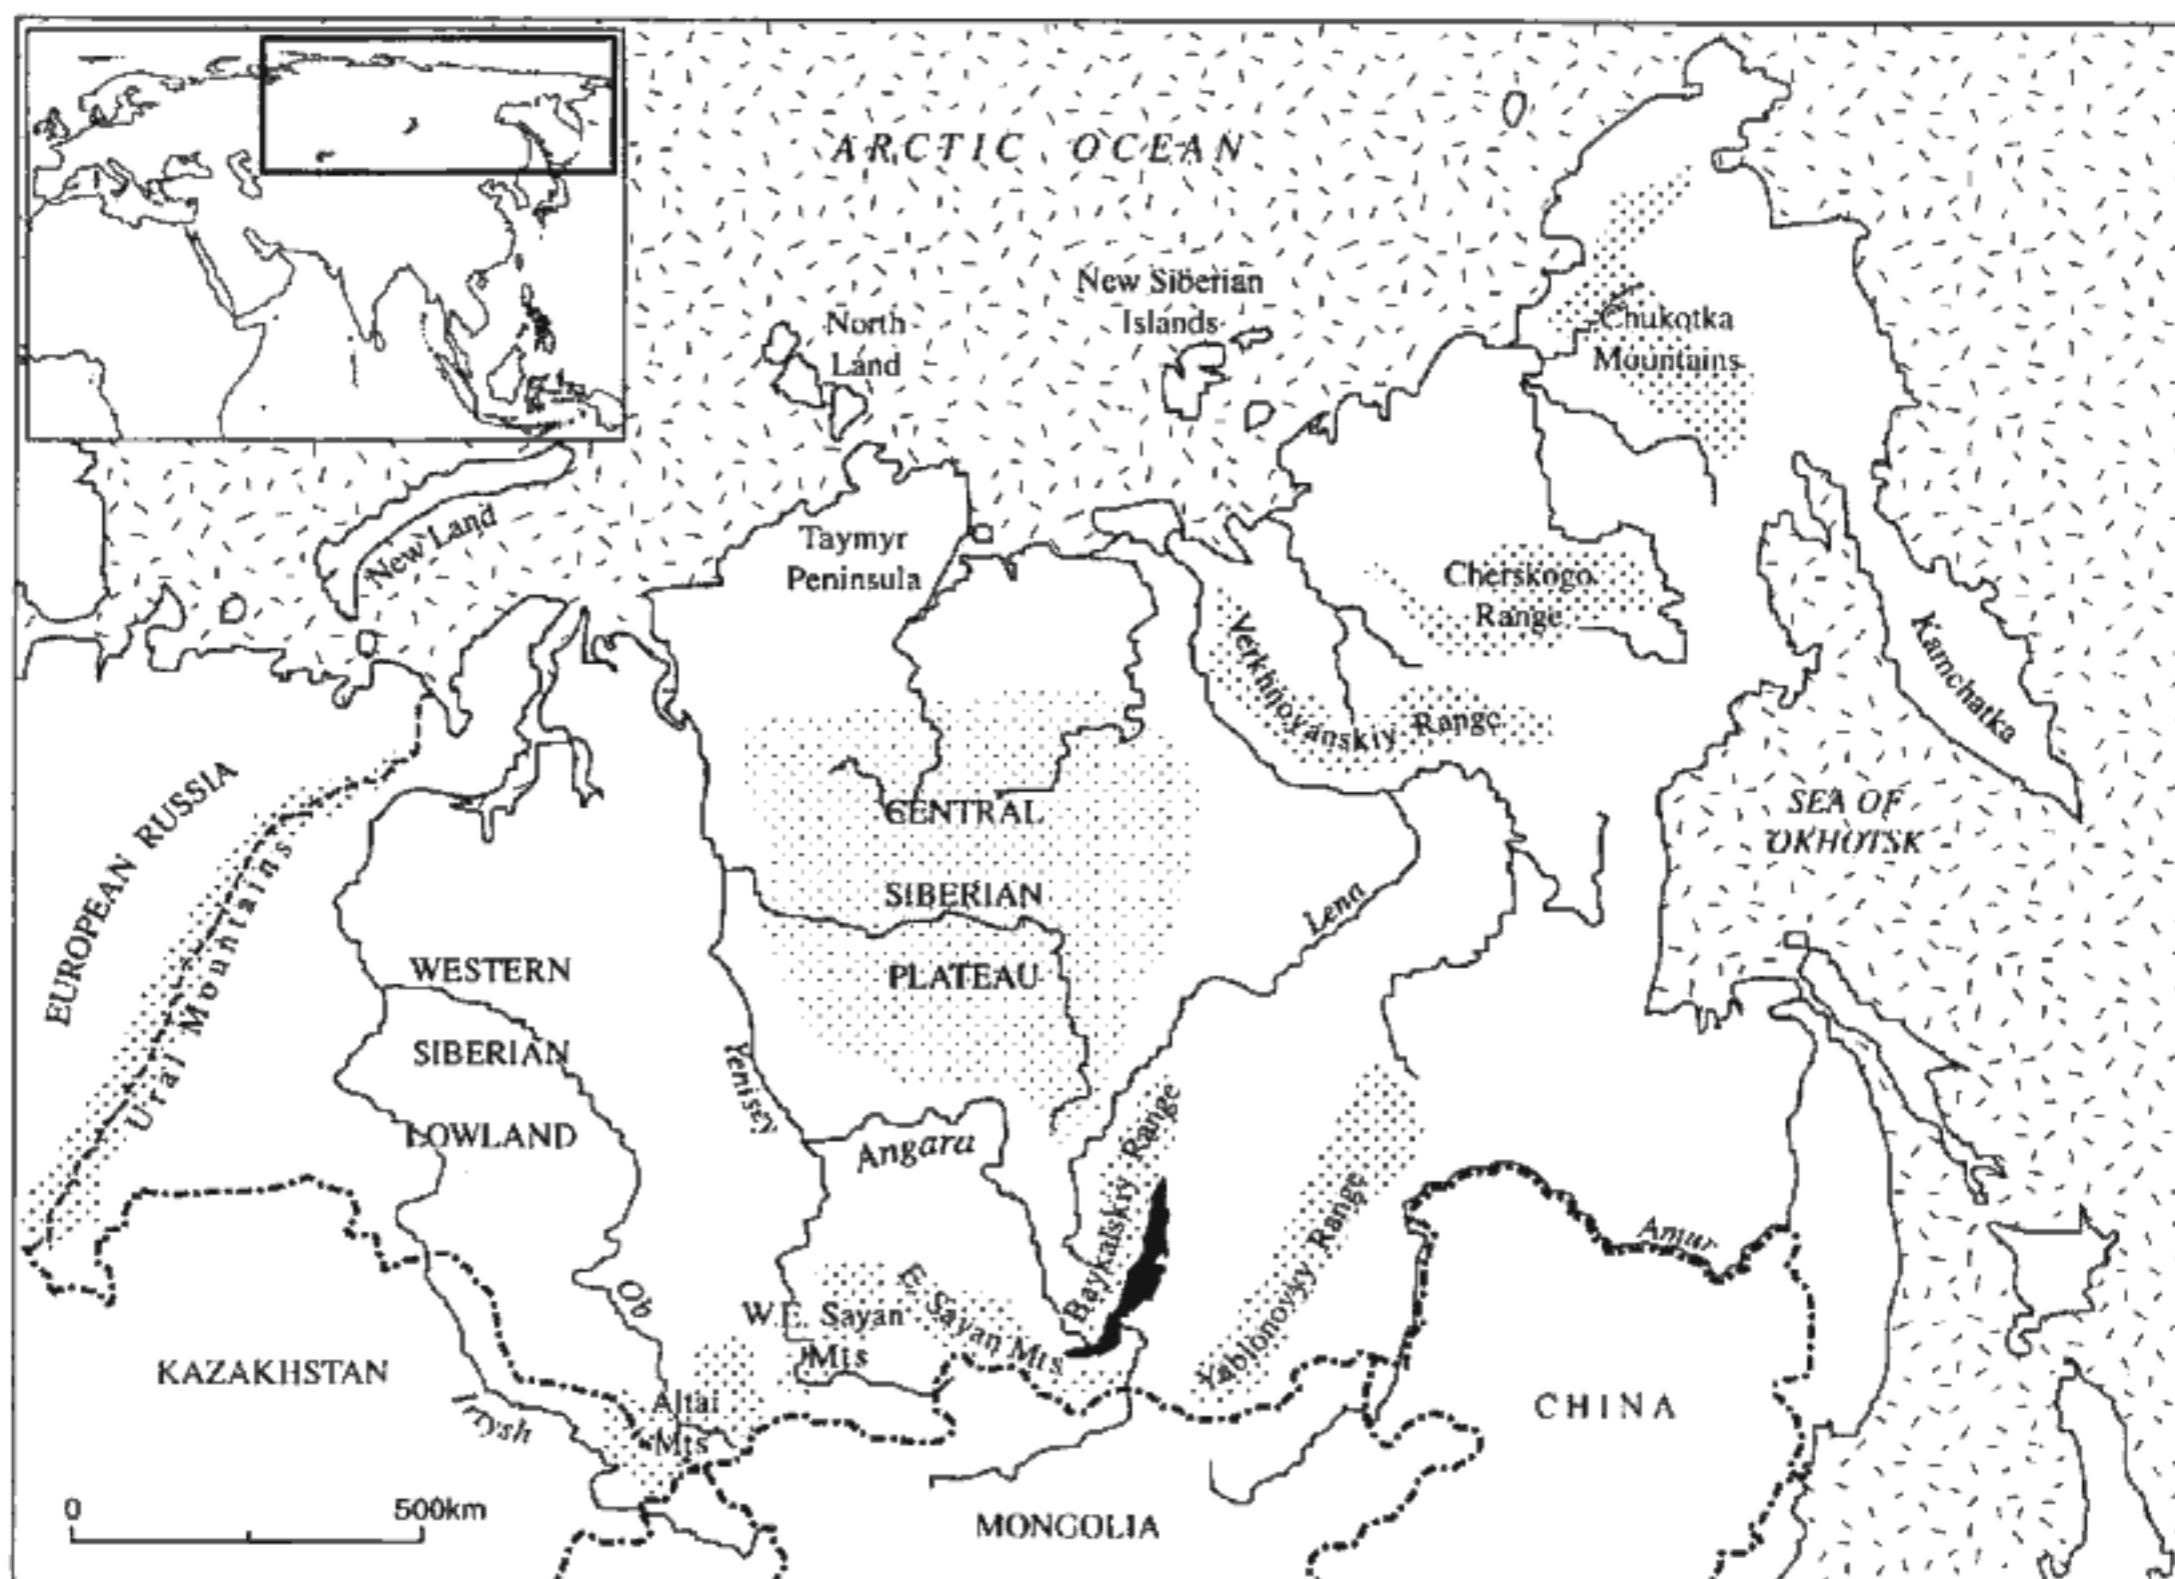 ARCTIC OCEAN
New Siberian
Islands
North
Land
Chukotka
Mountains
New Land
Taymyr
Peninsula
Cherskogo
Range
Verkhnoyanskiy Range
Kamchatka
EUROPEAN RUSSIA
Ural Mountains
CENTRAL
SIBERIAN
PLATEAU
SEA OF
OKHOTSK
Lena
WESTERN
SIBERIAN
LOWLAND
Yenisey
Angara
Baykalskiy Range
Yablonovyy Range
Amur
Ob
W.E. Sayan
Mts
E. Sayan Mts
KAZAKHSTAN
Irtysh
Altai
Mts
CHINA
MONGOLIA
0 500km